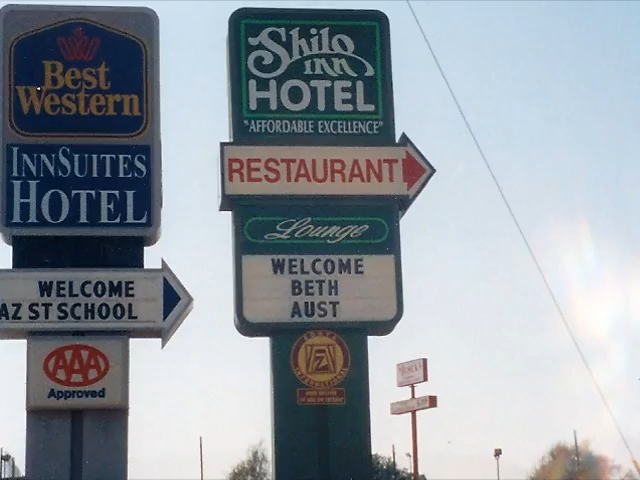 Best
Western
INNSUITES
HOTEL
WELCOME
AZ ST SCHOOL
AAA
Approved
Shilo
INN
HOTEL
"AFFORDABLE EXCELLENCE"
RESTAURANT
Lounge
WELCOME
BETH
AUST